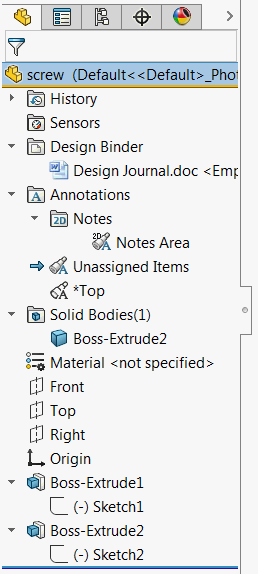 screw (Default<<Default>_Phot
History
Sensors
Design Binder
Design Journal.doc <Emp
A
Annotations
2D
Notes
2D
Notes Area
Unassigned Items
*Top
Solid Bodies(1)
Boss-Extrude2
Material <not specified>
Front
Top
Right
Origin
Boss-Extrude1
(-) Sketch1
Boss-Extrude2
(-) Sketch2